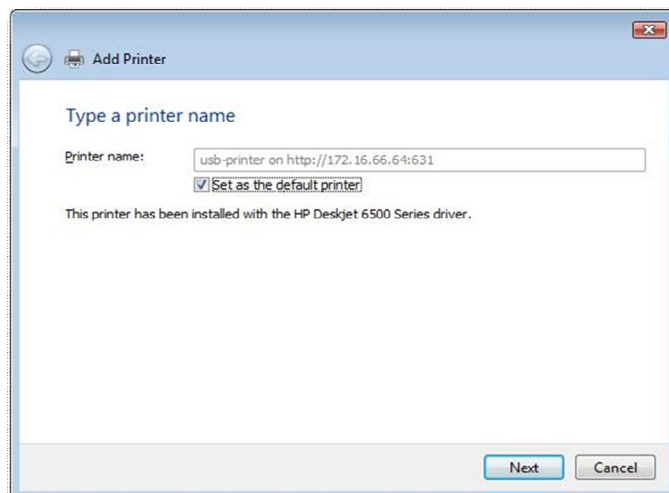 Add Printer
Type a printer name
Printer name:
usb-printer on http://172.16.66.64:631
Set as the default printer
This printer has been installed with the HP Deskjet 6500 Series driver.
Next
Cancel